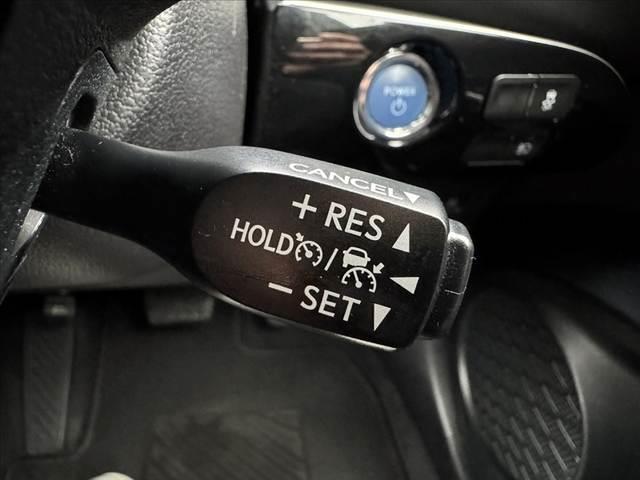 POWER
CANCEL
+ RES
HOLD /
− SET